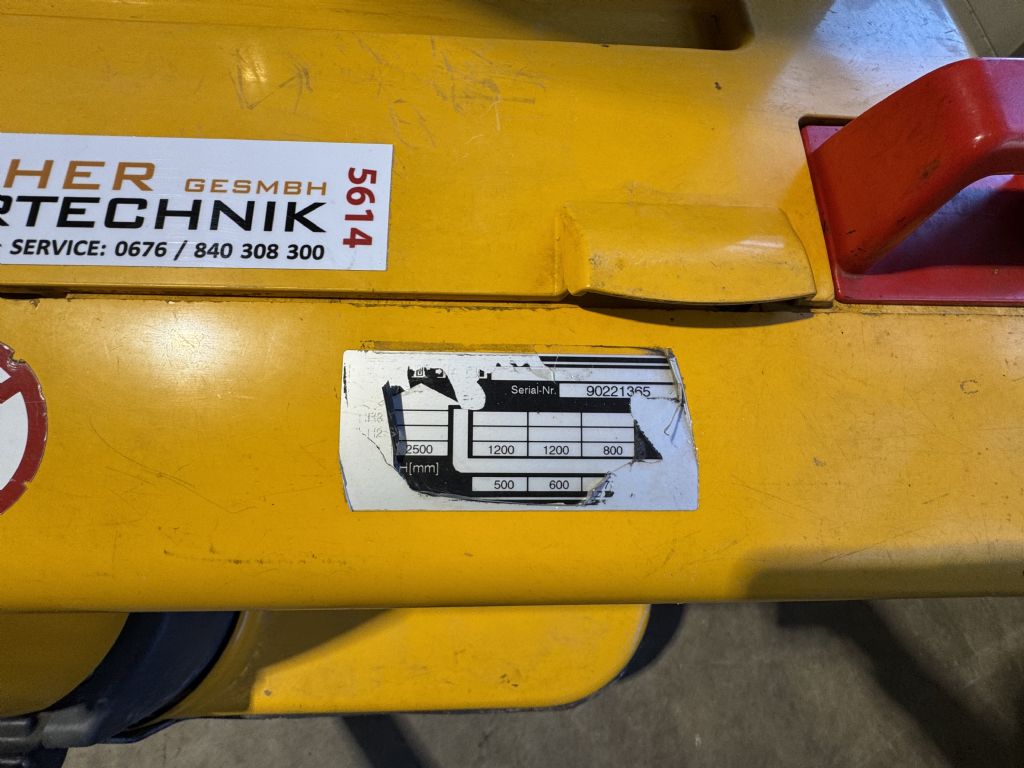 HER GESMBH
RTECHNIK
SERVICE: 0676 / 840 308 300
5614
Serial-Nr. 90221365
2500 1200 1200 800
H[mm]
500 600 7